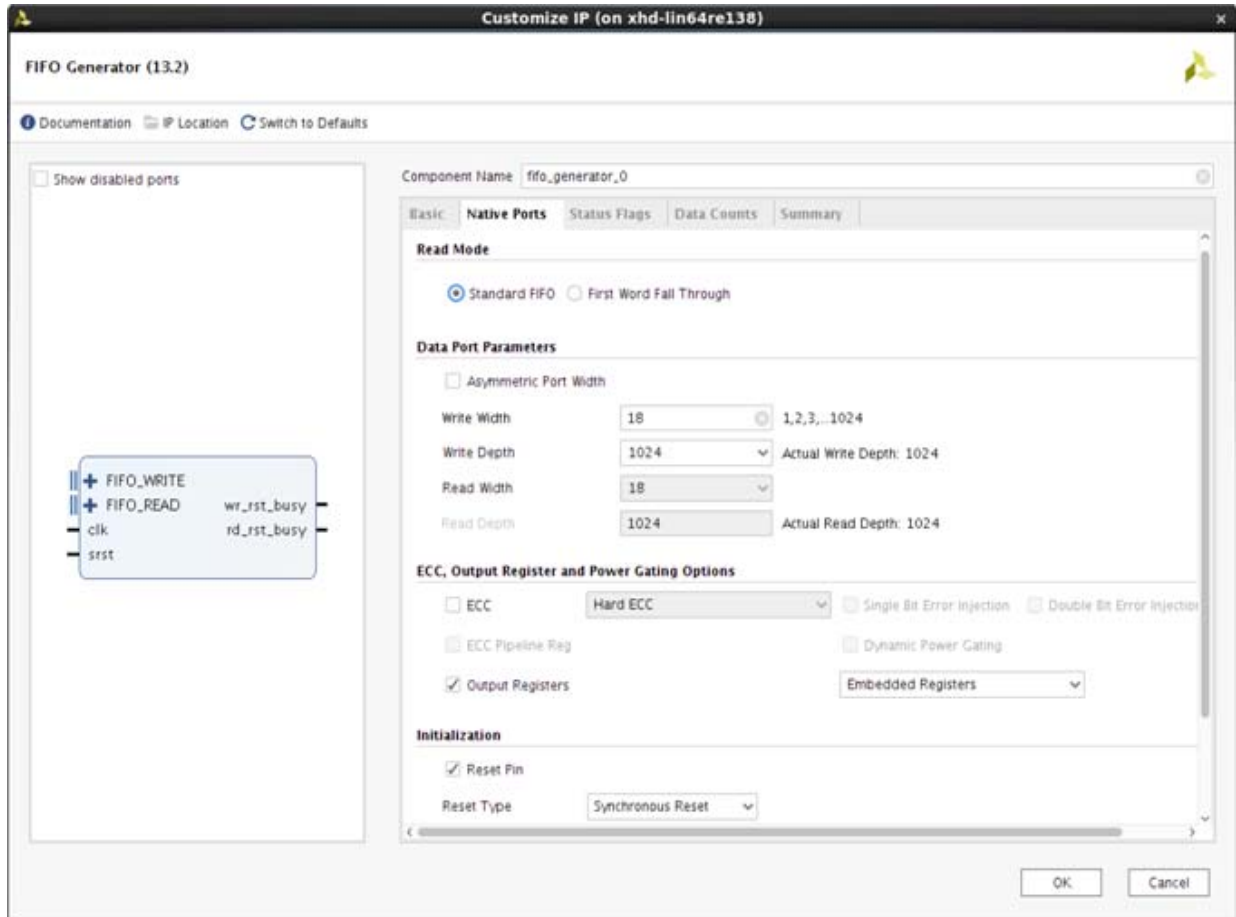 Customize IP (on xhd-lin64re138)
FIFO Generator (13.2)
Documentation IP Location Switch to Defaults
Show disabled ports
FIFO_WRITE
FIFO_READ wr_rst_busy
clk rd_rst_busy
srst
Component Name fifo_generator_0
Basic Native Ports Status Flags Data Counts Summary
Read Mode
Standard FIFO First Word Fall Through
Data Port Parameters
Asymmetric Port Width
Write Width 18 1,2,3,...1024
Write Depth 1024 Actual Write Depth: 1024
Read Width 18
Read Depth 1024 Actual Read Depth: 1024
ECC, Output Register and Power Gating Options
ECC Hard ECC Single Bit Error Injection Double Bit Error Injection
ECC Pipeline Reg Dynamic Power Gating
Output Registers Embedded Registers
Initialization
Reset Pin
Reset Type Synchronous Reset
OK Cancel